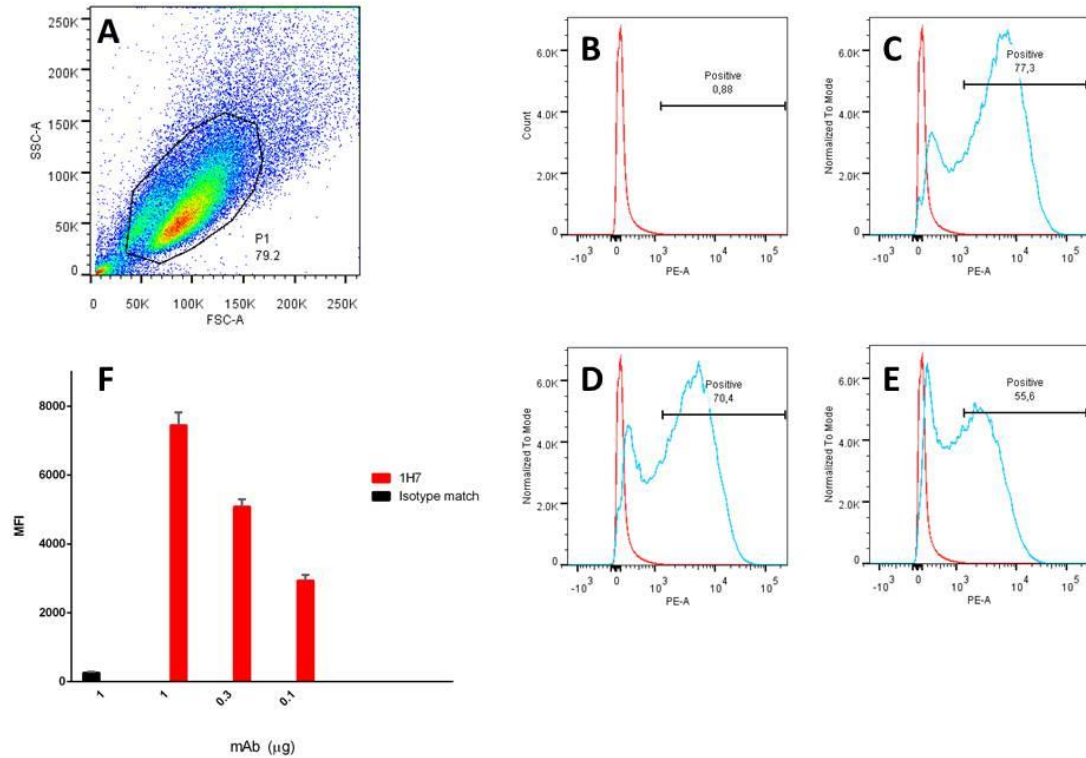 A
250K
200K
150K
100K
50K
0
SSC-A
P1
79.2
0 50K 100K 150K 200K 250K
FSC-A
B
6.0K
4.0K
2.0K
0
Count
Positive
0,88
-10³ 0 10³ 10⁴ 10⁵
PE-A
C
6.0K
4.0K
2.0K
0
Normalized To Mode
Positive
77,3
-10³ 0 10³ 10⁴ 10⁵
PE-A
F
8000
6000
4000
2000
0
MFI
1H7
Isotype match
1 1 0.3 0.1
mAb (µg)
D
6.0K
4.0K
2.0K
0
Normalized To Mode
Positive
70,4
-10³ 0 10³ 10⁴ 10⁵
PE-A
E
6.0K
4.0K
2.0K
0
Normalized To Mode
Positive
55,6
-10³ 0 10³ 10⁴ 10⁵
PE-A